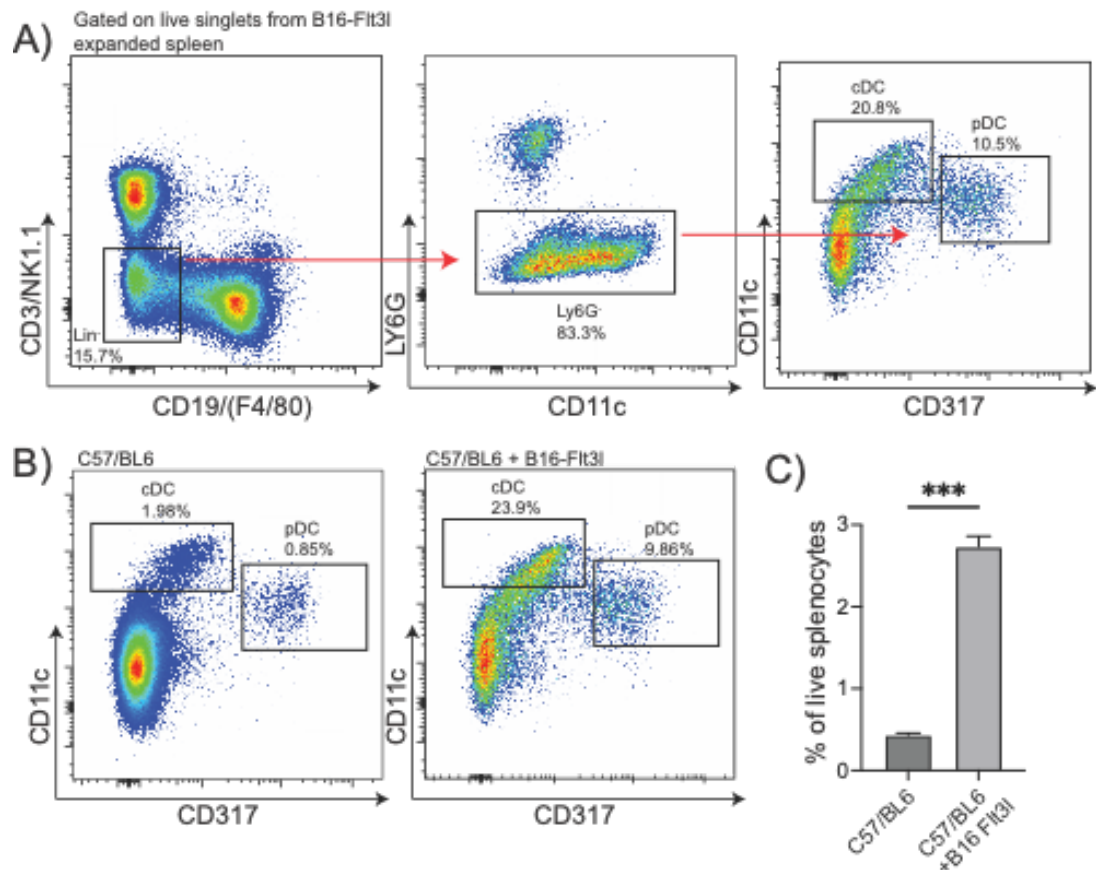 A)
Gated on live singlets from B16-Flt3l
expanded spleen
CD3/NK1.1
Lin-
15.7%
CD19/(F4/80)
LY6G
Ly6G-
83.3%
CD11c
cDC
20.8%
pDC
10.5%
CD11c
CD317
B)
C57/BL6
cDC
1.98%
pDC
0.85%
CD11c
CD317
C57/BL6 + B16-Flt3l
cDC
23.9%
pDC
9.86%
CD11c
CD317
C)
***
% of live splenocytes
3
2
1
0
C57/BL6
C57/BL6
+B16 Flt3l